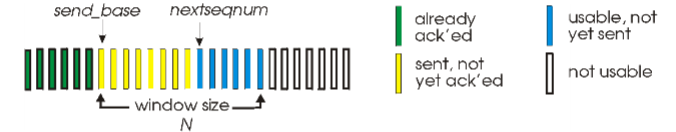 send_base nextseqnum
already
ack'ed
usable, not
yet sent
sent, not
yet ack'ed
not usable
window size
N